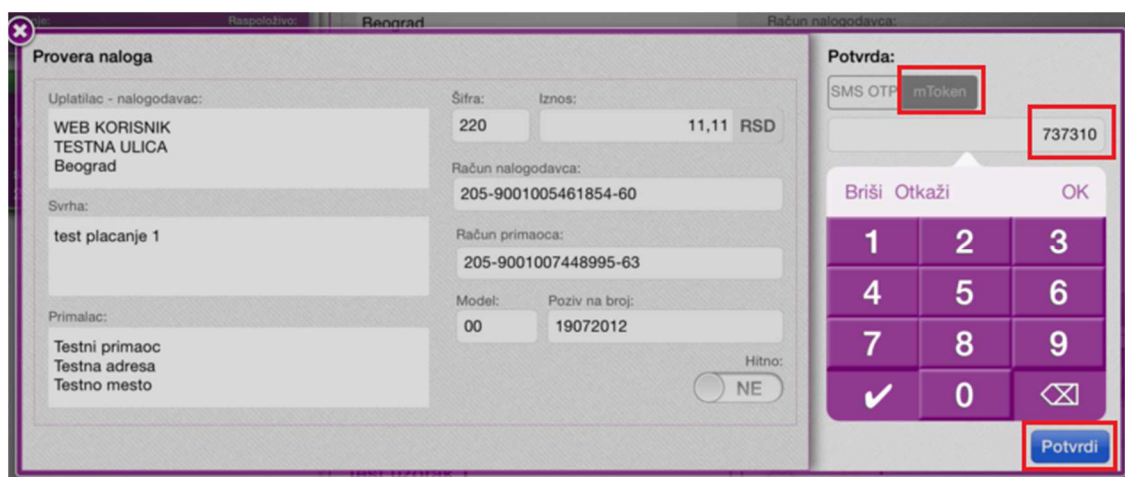 Raspoloživo:
Beograd
Račun nalogodavca:
Provera naloga
Uplatilac - nalogodavac:
WEB KORISNIK
TESTNA ULICA
Beograd
Svrha:
test placanje 1
Primalac:
Testni primaoc
Testna adresa
Testno mesto
Šifra:
Iznos:
220
11,11 RSD
Račun nalogodavca:
205-9001005461854-60
Račun primaoca:
205-9001007448995-63
Model:
Poziv na broj:
00
19072012
Hitno:
NE
Potvrda:
SMS OTP
mToken
737310
Briši Otkaži OK
1 2 3
4 5 6
7 8 9
✔ 0 ⌫
Potvrdi